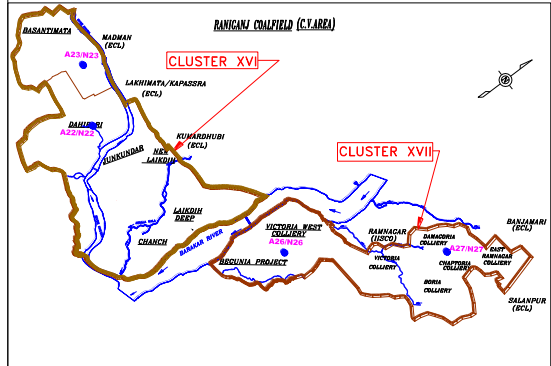 RANIGANJ COALFIELD (C.V.AREA)
BASANTIMATA
MADMAN
(ECL)
A23/N23
CLUSTER XVI
LAKHIMATA/KAPASSRA
(ECL)
DAHIBARI
A22/N22
KUMARDHUBI
(ECL)
JUNKUNDAR
NEW
LAIKDIH
CLUSTER XVII
LAIKDIH
DEEP
CHANCH
BARAKAR RIVER
VICTORIA WEST
COLLIERY
A26/N26
BEGUNIA PROJECT
RAMNAGAR
(IISCO)
VICTORIA
COLLIERY
DAMAGORIA
COLLIERY
A27/N27
CHAPTORIA
COLLIERY
EAST
RAMNAGAR
COLLIERY
BORIA
COLLIERY
BANJAMARI
(ECL)
SALANPUR
(ECL)